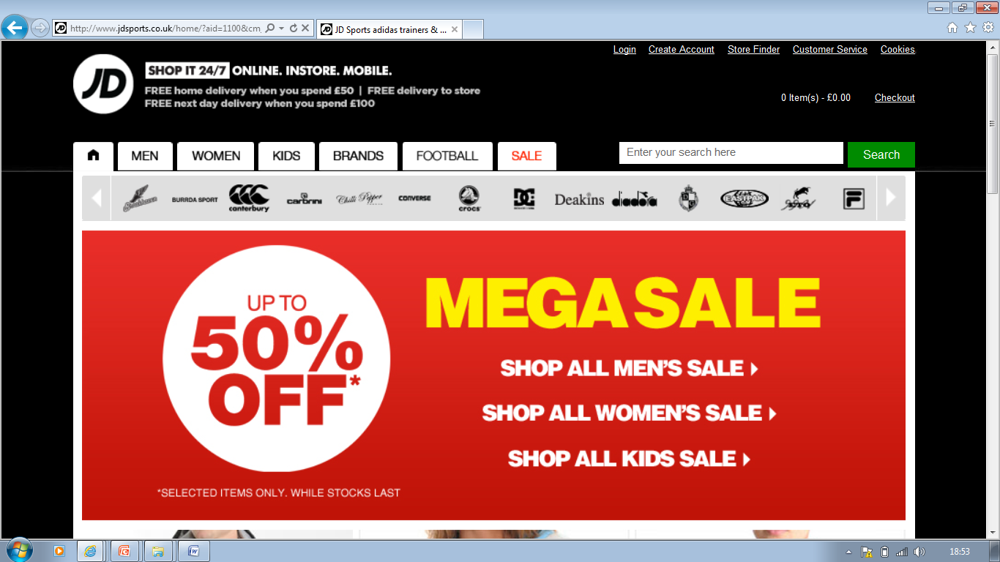 http://www.jdsports.co.uk/home/?aid=1100&cm_
JD Sports adidas trainers & ...
Login Create Account Store Finder Customer Service Cookies
JD
SHOP IT 24/7 ONLINE. INSTORE. MOBILE.
FREE home delivery when you spend £50 | FREE delivery to store
FREE next day delivery when you spend £100
0 Item(s) - £0.00 Checkout
MEN WOMEN KIDS BRANDS FOOTBALL SALE
Enter your search here Search
BURRDA SPORT canterbury carbrini Chilli Pepper CONVERSE crocs DC Deakins diadora EASTPAK F
UP TO
50%
OFF*
*SELECTED ITEMS ONLY. WHILE STOCKS LAST
MEGA SALE
SHOP ALL MEN'S SALE
SHOP ALL WOMEN'S SALE
SHOP ALL KIDS SALE
18:53